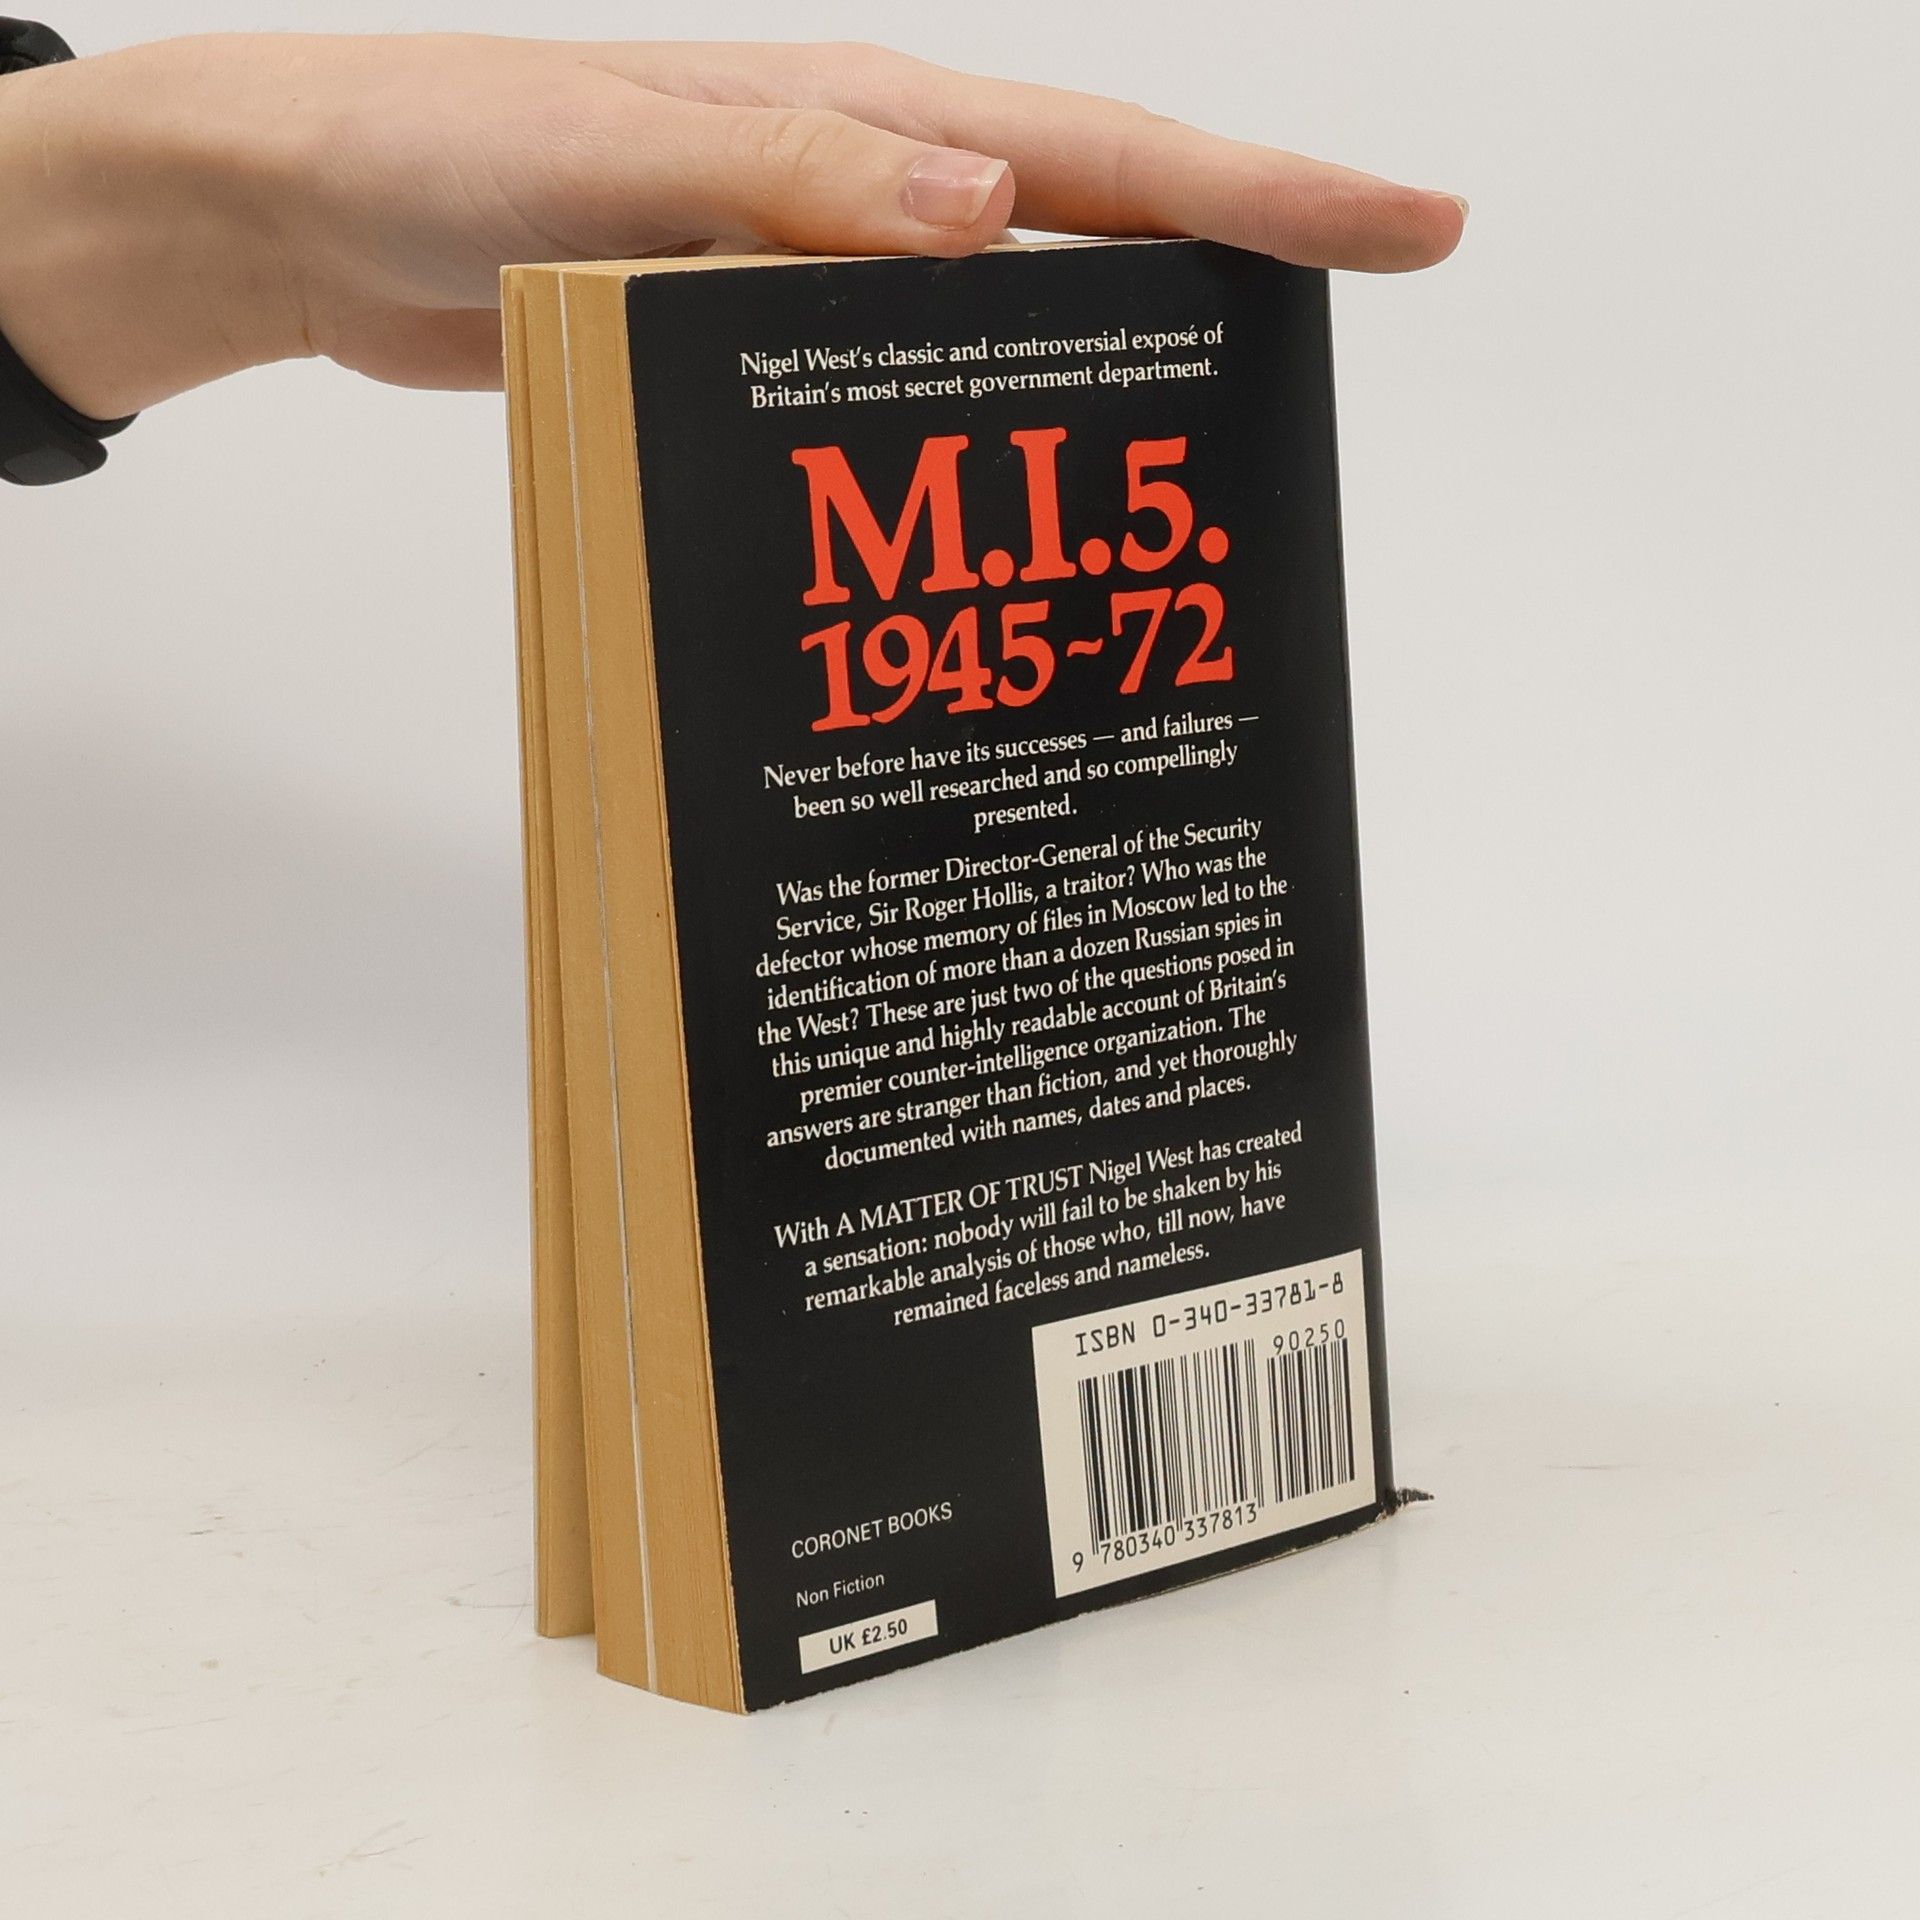 Nigel West's classic and controversial exposé of
Britain's most secret government department.
M.I.5.
1945~72
Never before have its successes — and failures —
been so well researched and so compellingly
presented.
Was the former Director-General of the Security
Service, Sir Roger Hollis, a traitor? Who was the
defector whose memory of files in Moscow led to the
identification of more than a dozen Russian spies in
the West? These are just two of the questions posed in
this unique and highly readable account of Britain's
premier counter-intelligence organization. The
answers are stranger than fiction, and yet thoroughly
documented with names, dates and places.
With A MATTER OF TRUST Nigel West has created
a sensation: nobody will fail to be shaken by his
remarkable analysis of those who, till now, have
remained faceless and nameless.
ISBN 0-340-33781-8
90250
9 780340 337813
CORONET BOOKS
Non Fiction
UK £2.50